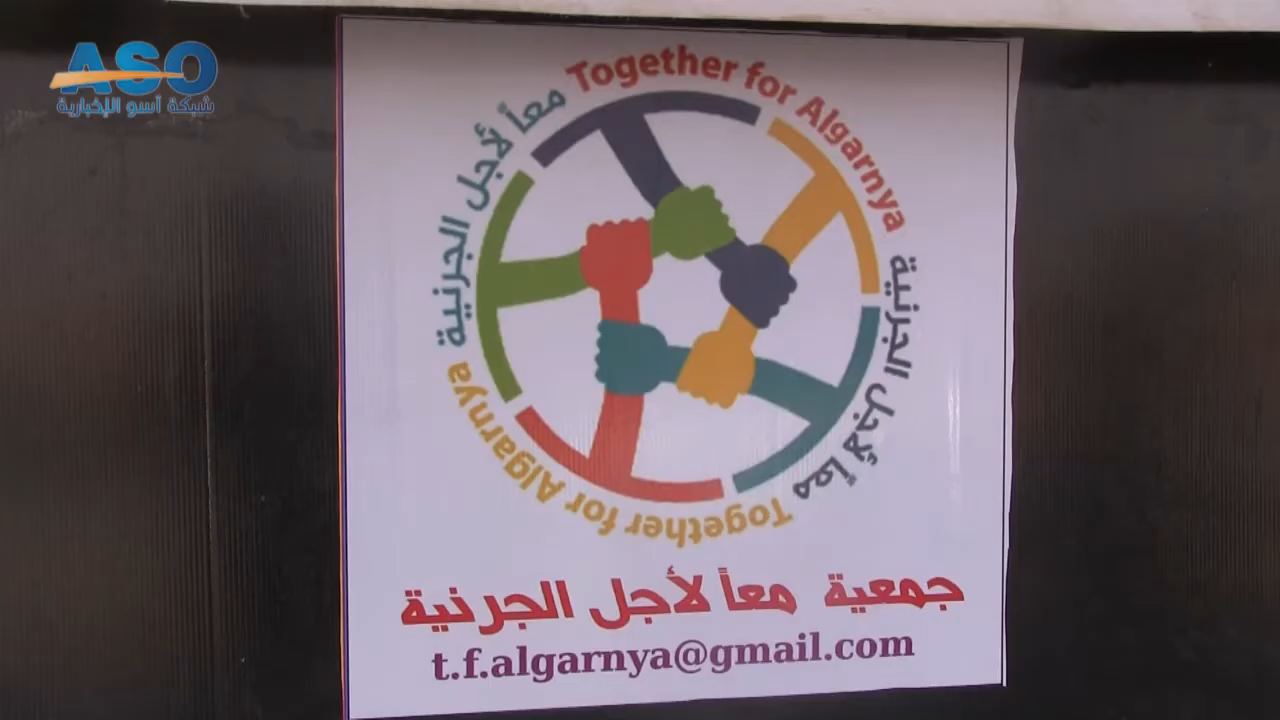 ASO
شبكة آسو الإخبارية
Together for Algarnya
معاً لأجل الجرنية
معاً لأجل الجرنية
Together for Algarnya
جمعية معاً لأجل الجرنية
t.f.algarnya@gmail.com